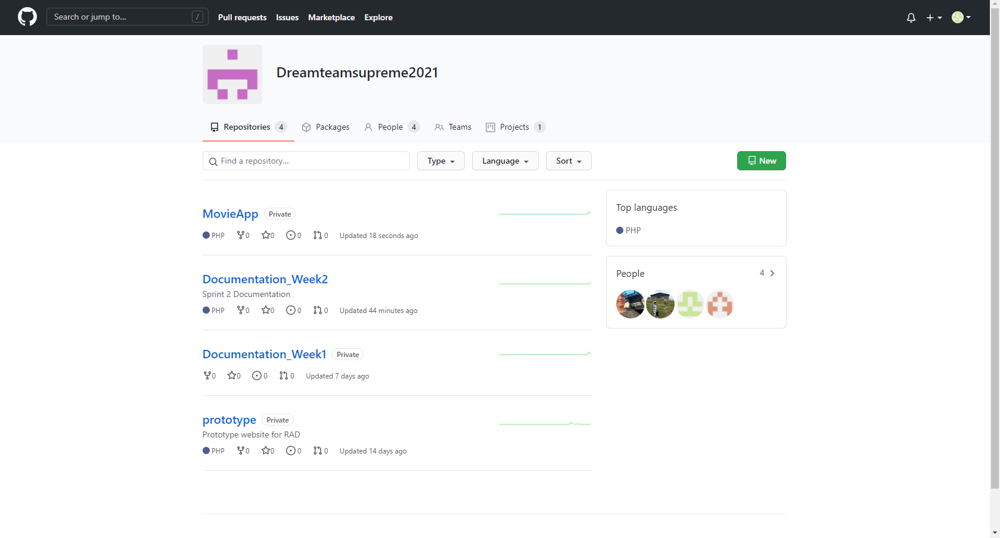 Search or jump to... /
Pull requests Issues Marketplace Explore
Dreamteamsupreme2021
Repositories 4 Packages People 4 Teams Projects 1
Find a repository... Type Language Sort New
MovieApp Private
PHP 0 0 0 0 Updated 18 seconds ago
Documentation_Week2
Sprint 2 Documentation
PHP 0 0 0 0 Updated 44 minutes ago
Documentation_Week1 Private
0 0 0 0 Updated 7 days ago
prototype Private
Prototype website for RAD
PHP 0 0 0 0 Updated 14 days ago
Top languages
PHP
People 4